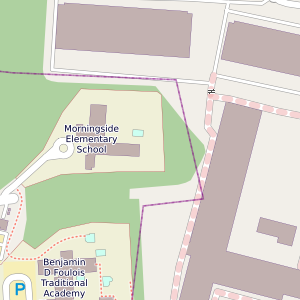 Morningside
Elementary
School
Benjamin
D Foulois
Traditional
Academy
P